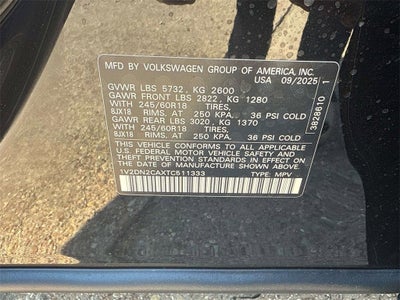 MFD. BY VOLKSWAGEN GROUP OF AMERICA, INC.
USA 09/2025
GVWR LBS 5732, KG 2600
GAWR FRONT LBS 2822, KG 1280
WITH 245/60R18 TIRES,
8JX18 RIMS, AT 250 KPA, 36 PSI COLD
GAWR REAR LBS 3020, KG 1370
WITH 245/60R18 TIRES,
8JX18 RIMS, AT 250 KPA, 36 PSI COLD
THIS VEHICLE CONFORMS TO ALL APPLICABLE
U.S. FEDERAL MOTOR VEHICLE SAFETY
STANDARDS IN EFFECT ON THE DATE OF
MANUFACTURE SHOWN ABOVE.
1V2DN2CAXTC511333 TYPE: MPV
3828610 1